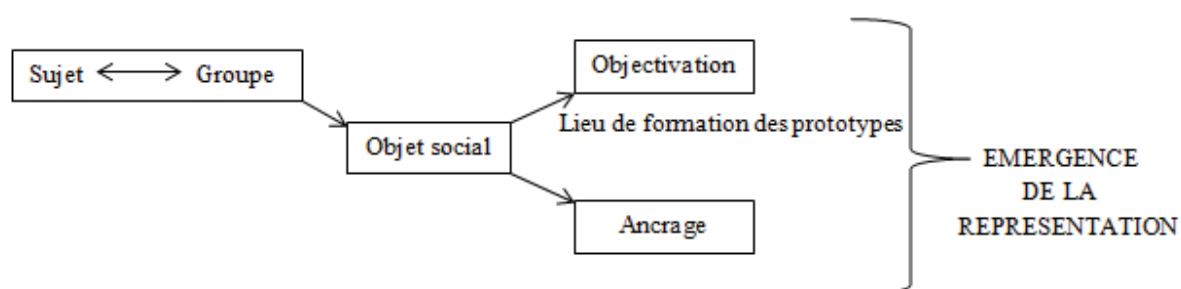 Objectivation
Sujet Groupe
Lieu de formation des prototypes
Objet social
EMERGENCE
DE LA
REPRESENTATION
Ancrage